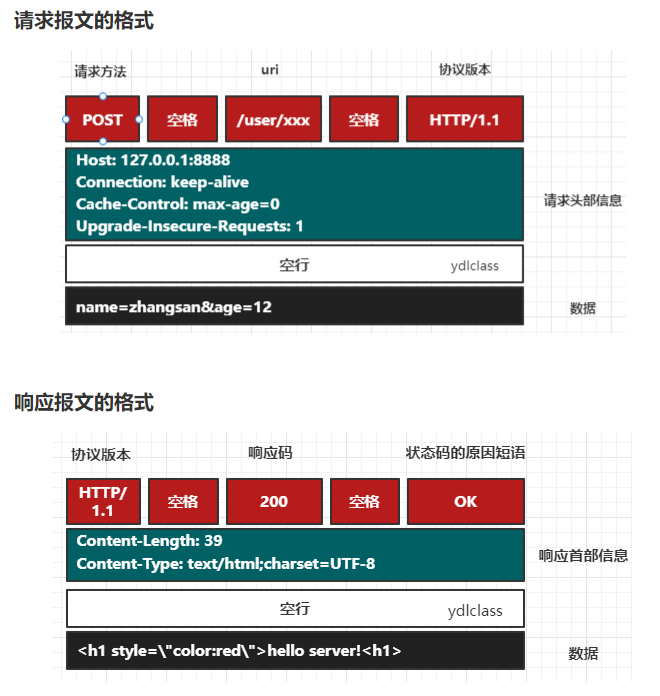 请求报文的格式
请求方法 uri 协议版本
POST 空格 /user/xxx 空格 HTTP/1.1
Host: 127.0.0.1:8888
Connection: keep-alive
Cache-Control: max-age=0
Upgrade-Insecure-Requests: 1
请求头部信息
空行 ydlclass
name=zhangsan&age=12 数据
响应报文的格式
协议版本 响应码 状态码的原因短语
HTTP/
1.1 空格 200 空格 OK
Content-Length: 39
Content-Type: text/html;charset=UTF-8
响应首部信息
空行 ydlclass
<h1 style=\"color:red\">hello server!<h1> 数据